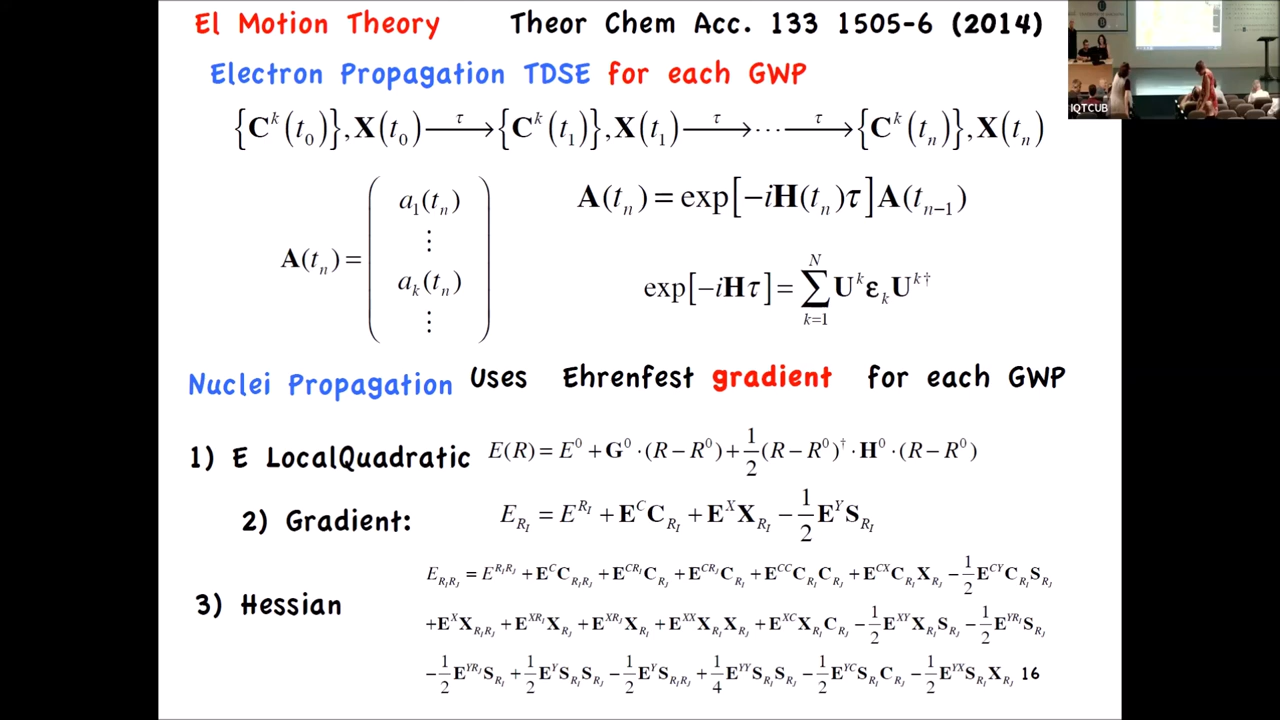 El Motion Theory Theor Chem Acc. 133 1505-6 (2014)
Electron Propagation TDSE for each GWP
{C^k(t_0)}, X(t_0) —τ→ {C^k(t_1)}, X(t_1) —τ→ ⋯ —τ→ {C^k(t_n)}, X(t_n)
A(t_n) = ( a_1(t_n) ⋮ a_k(t_n) ⋮ )
A(t_n) = exp[−iH(t_n)τ]A(t_{n−1})
exp[−iHτ] = ∑_{k=1}^{N} U^k ε_k U^{k†}
Nuclei Propagation Uses Ehrenfest gradient for each GWP
1) E LocalQuadratic E(R) = E^0 + G^0 · (R − R^0) + 1/2 (R − R^0)^† · H^0 · (R − R^0)
2) Gradient: E_{R_I} = E^{R_I} + E^C C_{R_I} + E^X X_{R_I} − 1/2 E^Y S_{R_I}
3) Hessian
E_{R_I R_J} = E^{R_I R_J} + E^C C_{R_I R_J} + E^{CR_I} C_{R_J} + E^{CR_J} C_{R_I} + E^{CC} C_{R_I} C_{R_J} + E^{CX} C_{R_I} X_{R_J} − 1/2 E^{CY} C_{R_I} S_{R_J}
+ E^X X_{R_I R_J} + E^{XR_I} X_{R_J} + E^{XR_J} X_{R_I} + E^{XX} X_{R_I} X_{R_J} + E^{XC} X_{R_I} C_{R_J} − 1/2 E^{XY} X_{R_I} S_{R_J} − 1/2 E^{YR_I} S_{R_J}
− 1/2 E^{YR_J} S_{R_I} + 1/2 E^Y S_{R_I} S_{R_J} − 1/2 E^Y S_{R_I R_J} + 1/4 E^{YY} S_{R_I} S_{R_J} − 1/2 E^{YC} S_{R_I} C_{R_J} − 1/2 E^{YX} S_{R_I} X_{R_J} 16
IQTCUB